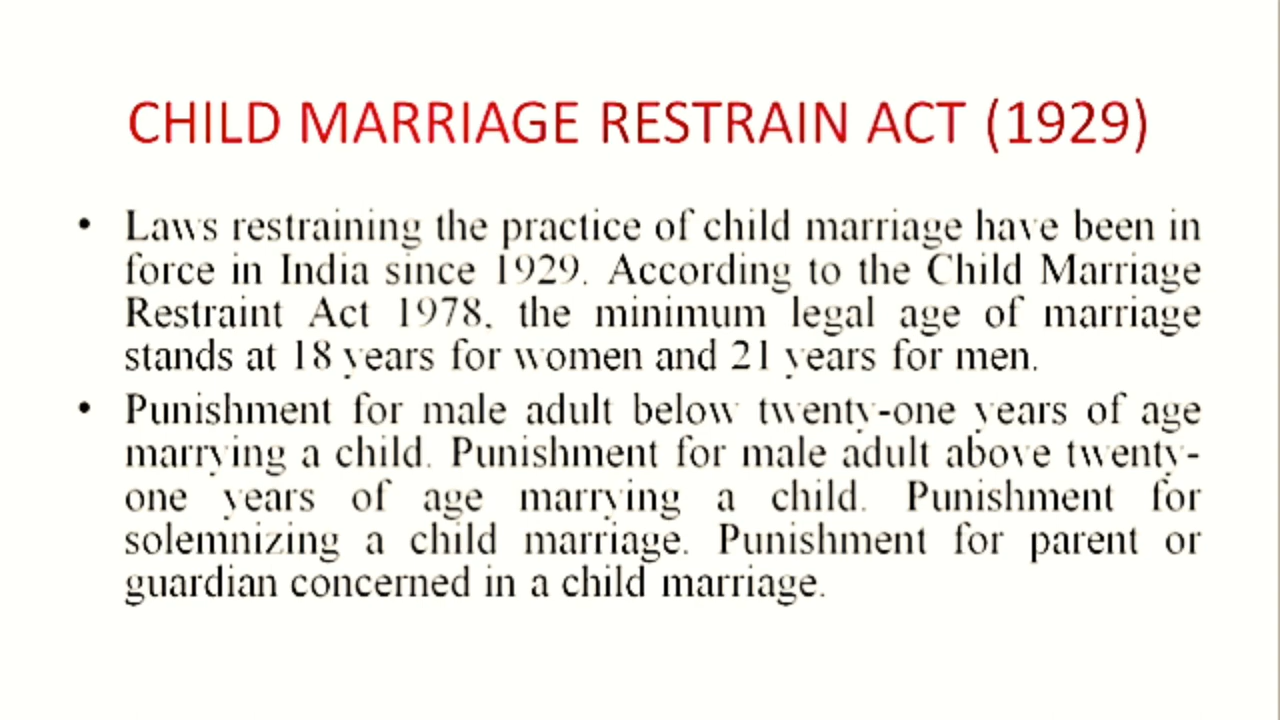 CHILD MARRIAGE RESTRAIN ACT (1929)
• Laws restraining the practice of child marriage have been in
force in India since 1929. According to the Child Marriage
Restraint Act 1978, the minimum legal age of marriage
stands at 18 years for women and 21 years for men.
• Punishment for male adult below twenty-one years of age
marrying a child. Punishment for male adult above twenty-
one years of age marrying a child. Punishment for
solemnizing a child marriage. Punishment for parent or
guardian concerned in a child marriage.